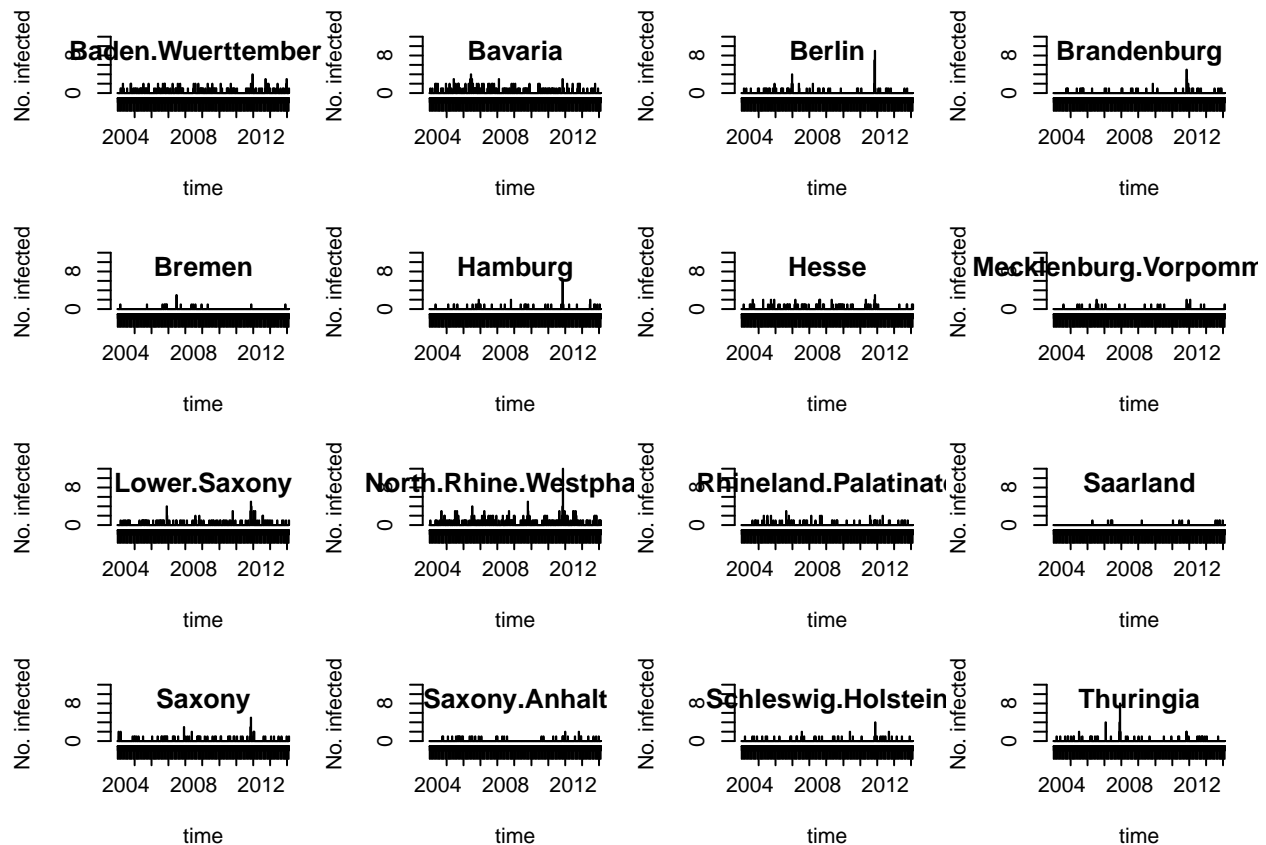 No. infected
Baden.Wuerttember
0 8
2004 2008 2012
time
No. infected
Bavaria
0 8
2004 2008 2012
time
No. infected
Berlin
0 8
2004 2008 2012
time
No. infected
Brandenburg
0 8
2004 2008 2012
time
No. infected
Bremen
0 8
2004 2008 2012
time
No. infected
Hamburg
0 8
2004 2008 2012
time
No. infected
Hesse
0 8
2004 2008 2012
time
No. infected
Mecklenburg.Vorpomm
0 8
2004 2008 2012
time
No. infected
Lower.Saxony
0 8
2004 2008 2012
time
No. infected
North.Rhine.Westpha
0 8
2004 2008 2012
time
No. infected
Rhineland.Palatinate
0 8
2004 2008 2012
time
No. infected
Saarland
0 8
2004 2008 2012
time
No. infected
Saxony
0 8
2004 2008 2012
time
No. infected
Saxony.Anhalt
0 8
2004 2008 2012
time
No. infected
Schleswig.Holstein
0 8
2004 2008 2012
time
No. infected
Thuringia
0 8
2004 2008 2012
time